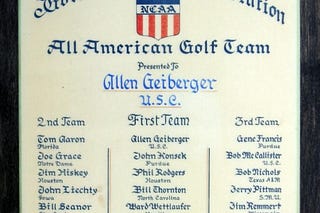 NCAA
All American Golf Team
Presented To
Allen Geiberger
U.S.C.
2nd Team First Team 3rd Team
Tom Aaron Allen Geiberger Gene Francis
Florida U.S.C. Purdue
Joe Grace John Konsek Bob McCallister
Notre Dame Purdue U.S.C.
Jim Hiskey Phil Rodgers Bob Nichols
Houston Houston Texas A&M
John Liechty Bill Thornton Jerry Pittman
Iowa North Carolina S.M.U.
Bill Seanor Ward Wettlaufer Jim Remmert